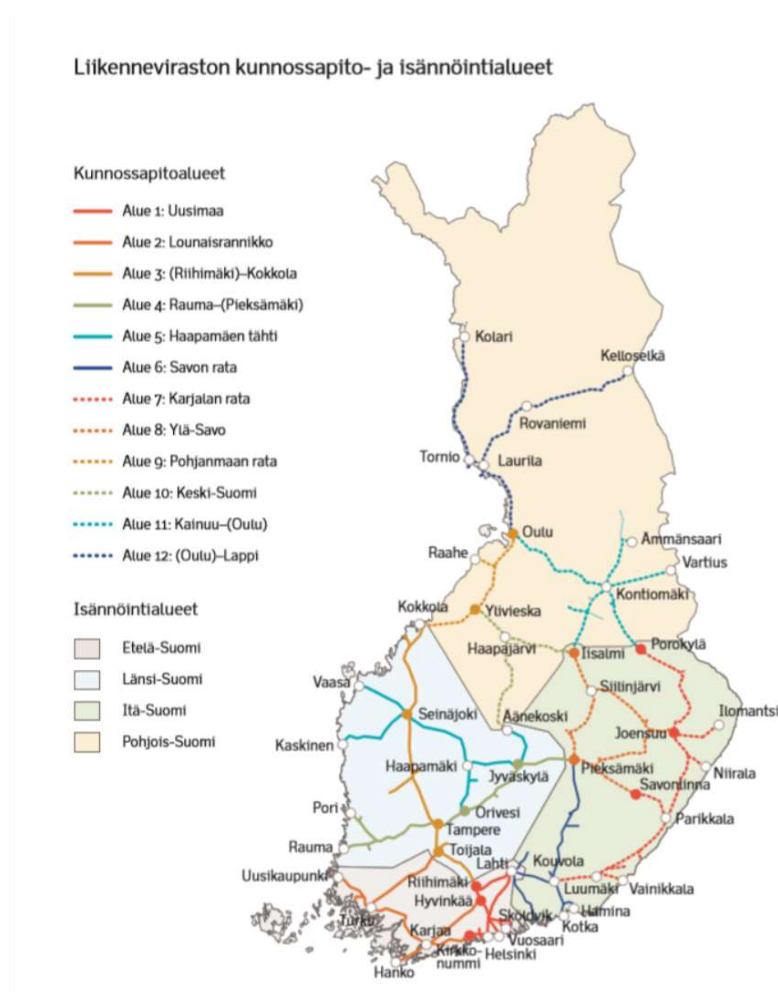 Liikenneviraston kunnossapito- ja isännöintialueet
Kunnossapitoalueet
Alue 1: Uusimaa
Alue 2: Lounaisrannikko
Alue 3: (Riihimäki)–Kokkola
Alue 4: Rauma–(Pieksämäki)
Alue 5: Haapamäen tähti
Alue 6: Savon rata
Alue 7: Karjalan rata
Alue 8: Ylä-Savo
Alue 9: Pohjanmaan rata
Alue 10: Keski-Suomi
Alue 11: Kainuu–(Oulu)
Alue 12: (Oulu)–Lappi
Isännöintialueet
Etelä-Suomi
Länsi-Suomi
Itä-Suomi
Pohjois-Suomi
Kolari
Kelloselkä
Rovaniemi
Tornio
Laurila
Oulu
Ämmänsaari
Raahe
Vartius
Kontiomäki
Kokkola
Ylivieska
Haapajärvi
Iisalmi
Porokylä
Vaasa
Siilinjärvi
Seinäjoki
Äänekoski
Ilomantsi
Joensuu
Kaskinen
Haapamäki
Jyväskylä
Pieksämäki
Niirala
Savonlinna
Pori
Orivesi
Parikkala
Tampere
Rauma
Toijala
Lahti
Kouvola
Uusikaupunki
Riihimäki
Luumäki
Vainikkala
Hyvinkää
Turku
Sköldvik
Hamina
Karjaa
Kotka
Vuosaari
Kirkko-
nummi
Helsinki
Hanko